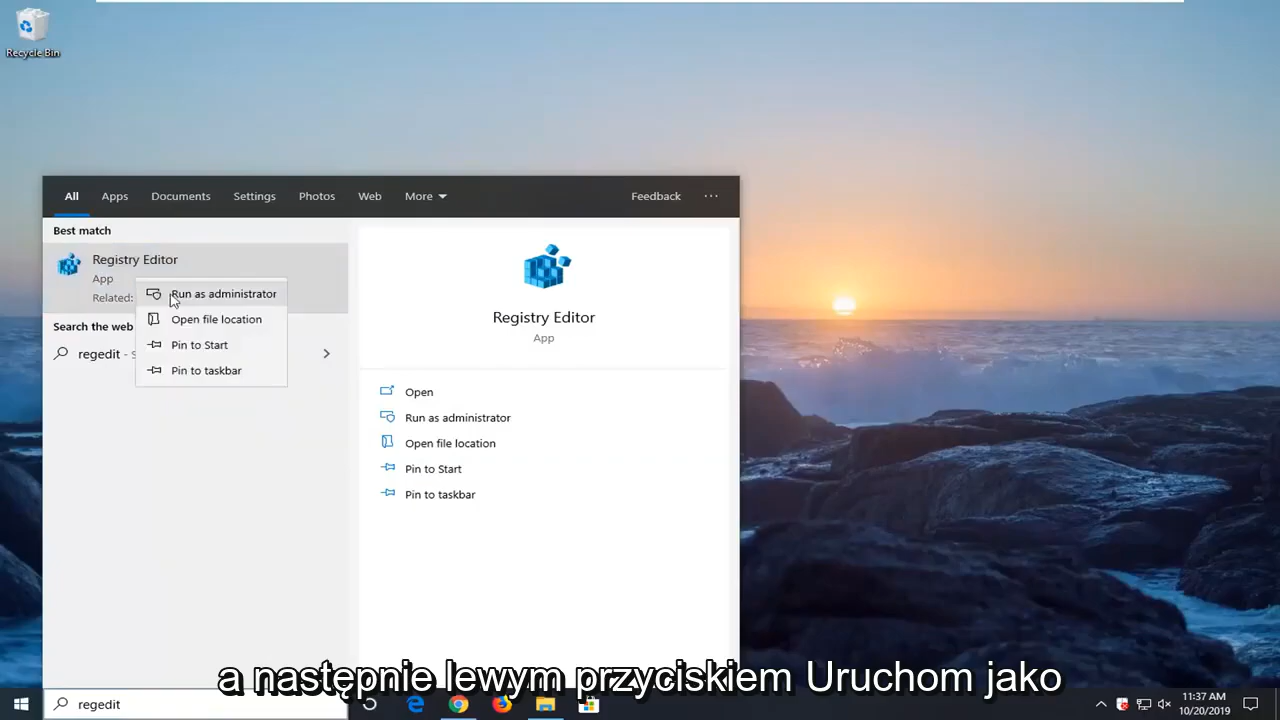 Recycle Bin
All Apps Documents Settings Photos Web More Feedback
Best match
Registry Editor
App
Related:
Run as administrator
Open file location
Pin to Start
Pin to taskbar
Search the web
regedit -
Registry Editor
App
Open
Run as administrator
Open file location
Pin to Start
Pin to taskbar
a następnie lewym przyciskiem Uruchom jako
regedit
11:37 AM
10/20/2019